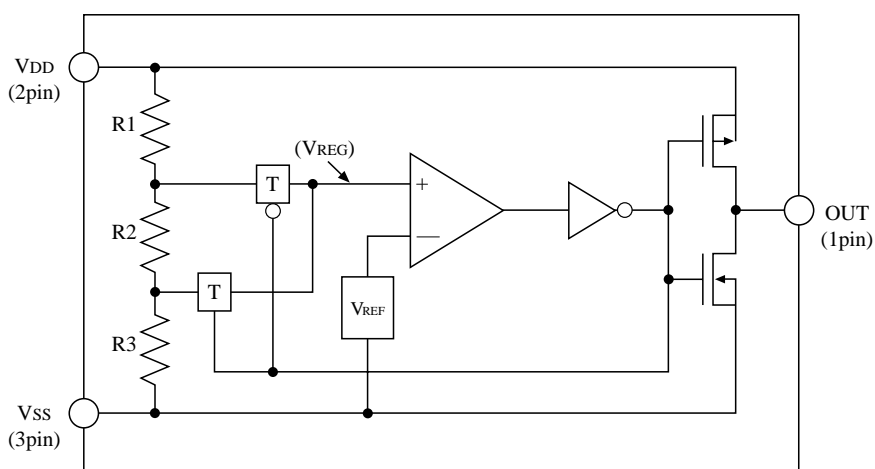 VDD
(2pin)
R1
(VREG)
T
+
R2
—
OUT
(1pin)
T
VREF
R3
VSS
(3pin)